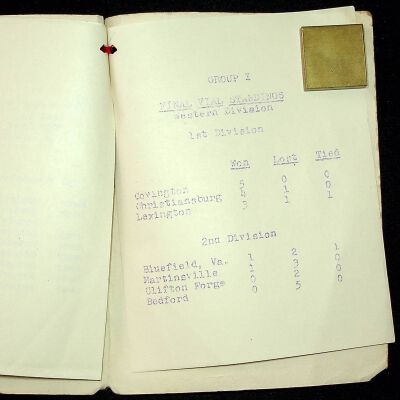 GROUP I
FINAL VIAL STANDINGS
Western Division
1st Division
Won Lost Tied
Covington 5 0 0
Christiansburg 4 1 0
Lexington 3 1 1
2nd Division
Bluefield, Va. 1 2 1
Martinsville 1 3 0
Clifton Forge 0 2 0
Bedford 0 5 0